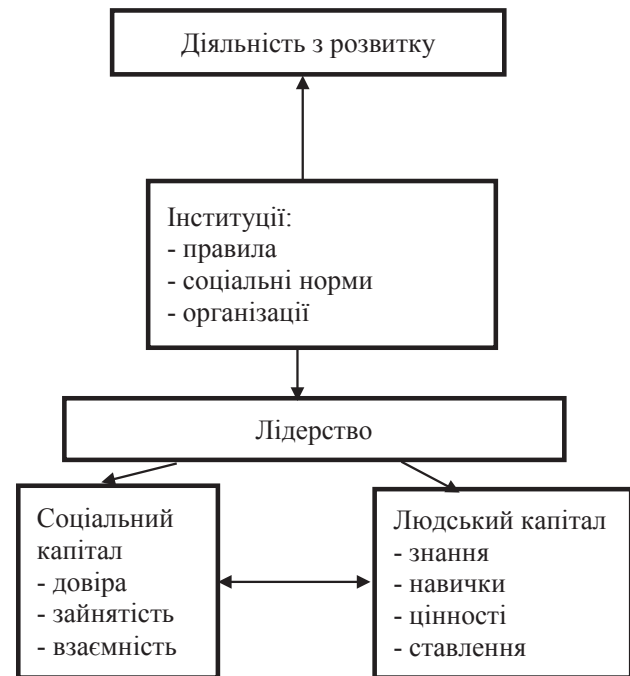 Діяльність з розвитку
Інституції:
- правила
- соціальні норми
- організації
Лідерство
Соціальний
капітал
- довіра
- зайнятість
- взаємність
Людський капітал
- знання
- навички
- цінності
- ставлення